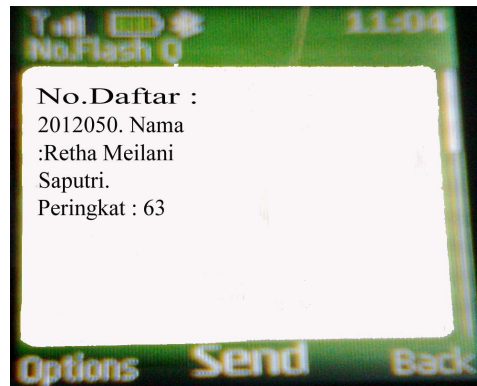 11:04
No.Flash 0
No.Daftar :
2012050. Nama
:Retha Meilani
Saputri.
Peringkat : 63
Options Send Back